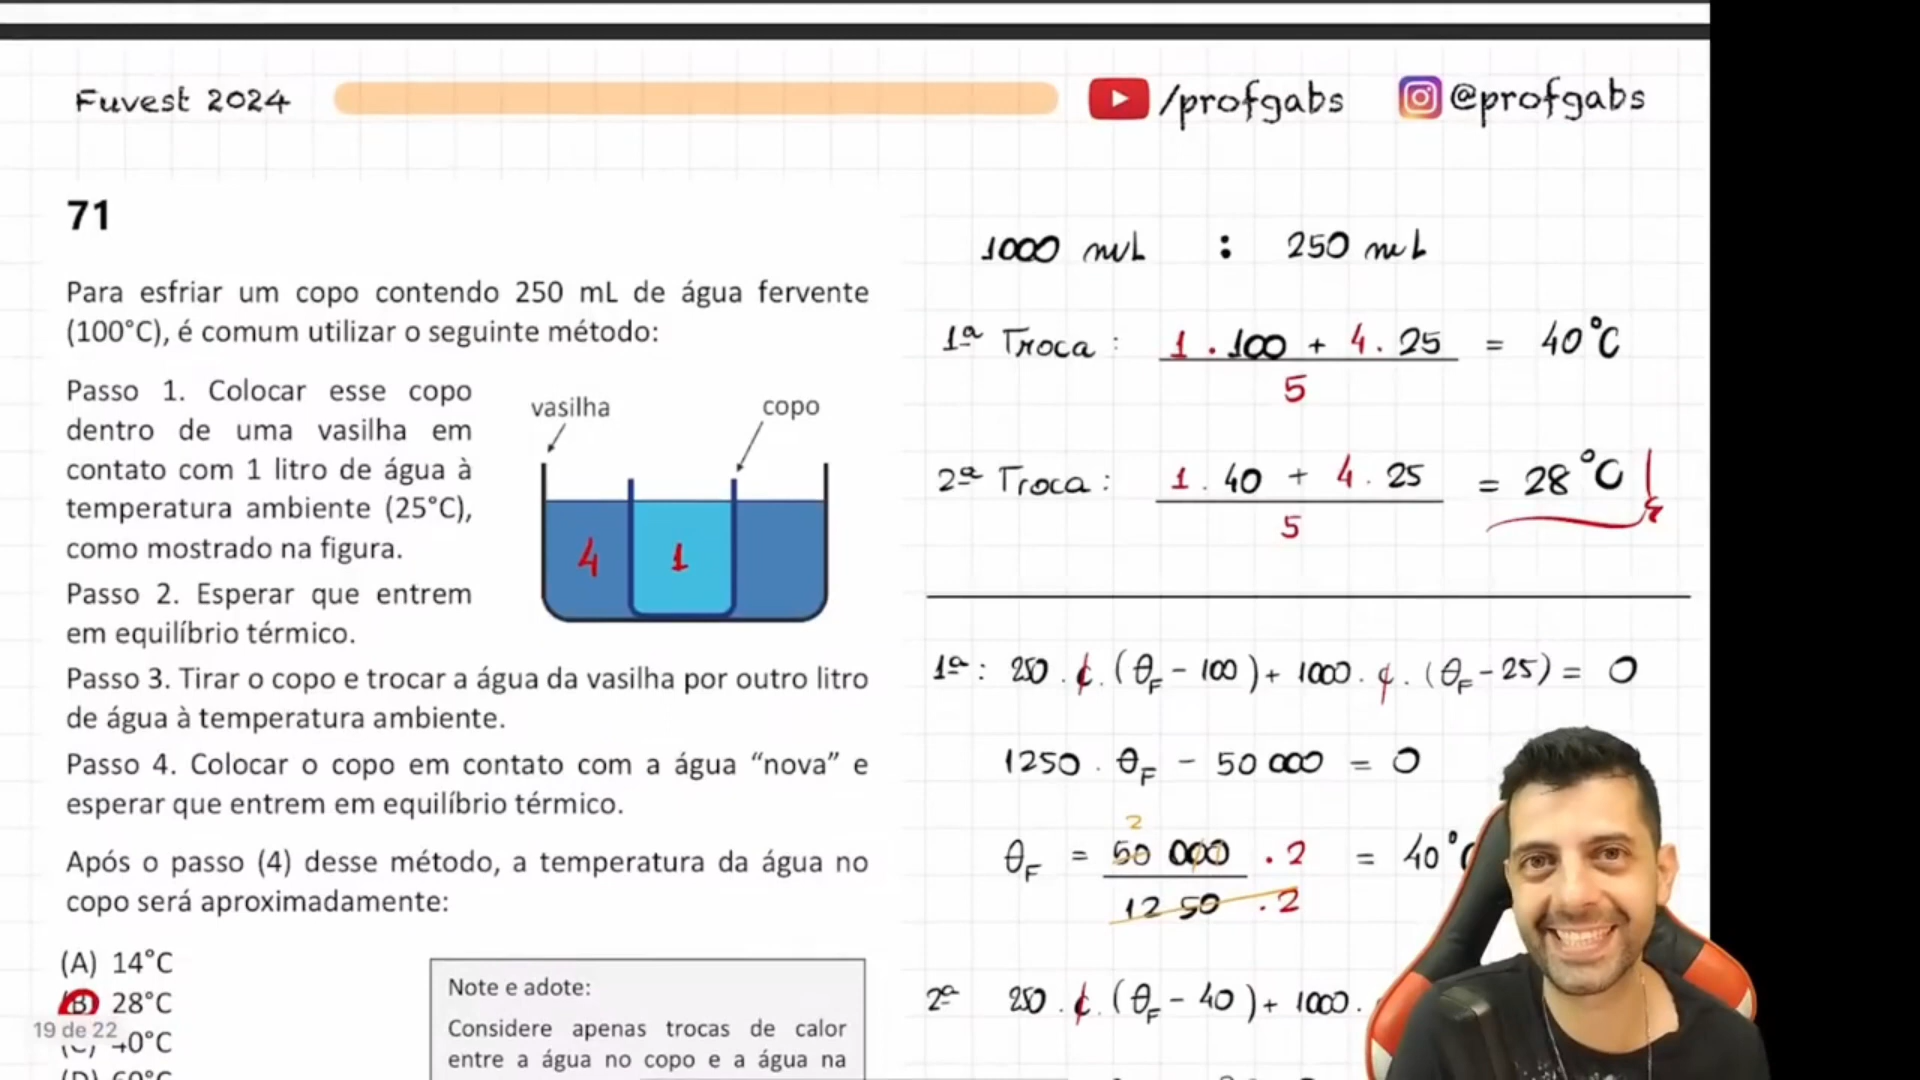 Fuvest 2024
/profgabs
@profgabs
71
Para esfriar um copo contendo 250 mL de água fervente
(100°C), é comum utilizar o seguinte método:
Passo 1. Colocar esse copo
dentro de uma vasilha em
contato com 1 litro de água à
temperatura ambiente (25°C),
como mostrado na figura.
Passo 2. Esperar que entrem
em equilíbrio térmico.
vasilha
copo
4
1
Passo 3. Tirar o copo e trocar a água da vasilha por outro litro
de água à temperatura ambiente.
Passo 4. Colocar o copo em contato com a água “nova” e
esperar que entrem em equilíbrio térmico.
Após o passo (4) desse método, a temperatura da água no
copo será aproximadamente:
(A) 14°C
(B) 28°C
19 de 22
(C) 40°C
Note e adote:
Considere apenas trocas de calor
entre a água no copo e a água na
1000 mL : 250 mL
1ª Troca : 1 . 100 + 4 . 25 = 40°C
5
2ª Troca : 1 . 40 + 4 . 25 = 28°C
5
1ª : 250 . c . (θF - 100) + 1000 . c . (θF - 25) = 0
1250 . θF - 50 000 = 0
2
θF = 50 000 . 2 = 40°C
1250 . 2
2ª 250 . c . (θF - 40) + 1000 .